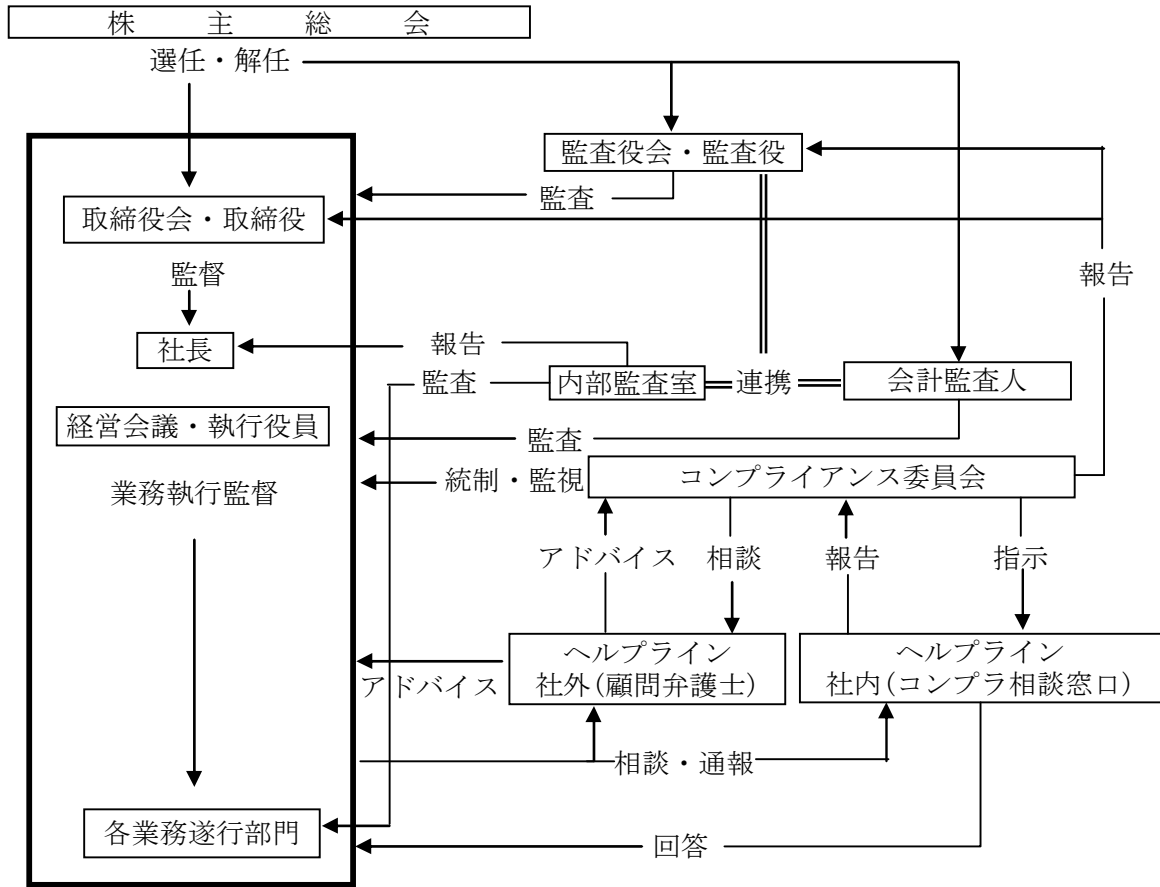 株主総会
選任・解任
監査役会・監査役
監査
取締役会・取締役
報告
監督
社長
報告
監査
内部監査室
連携
会計監査人
経営会議・執行役員
監査
統制・監視
コンプライアンス委員会
業務執行監督
アドバイス
相談
報告
指示
ヘルプライン
社外(顧問弁護士)
ヘルプライン
社内(コンプラ相談窓口)
アドバイス
相談・通報
各業務遂行部門
回答